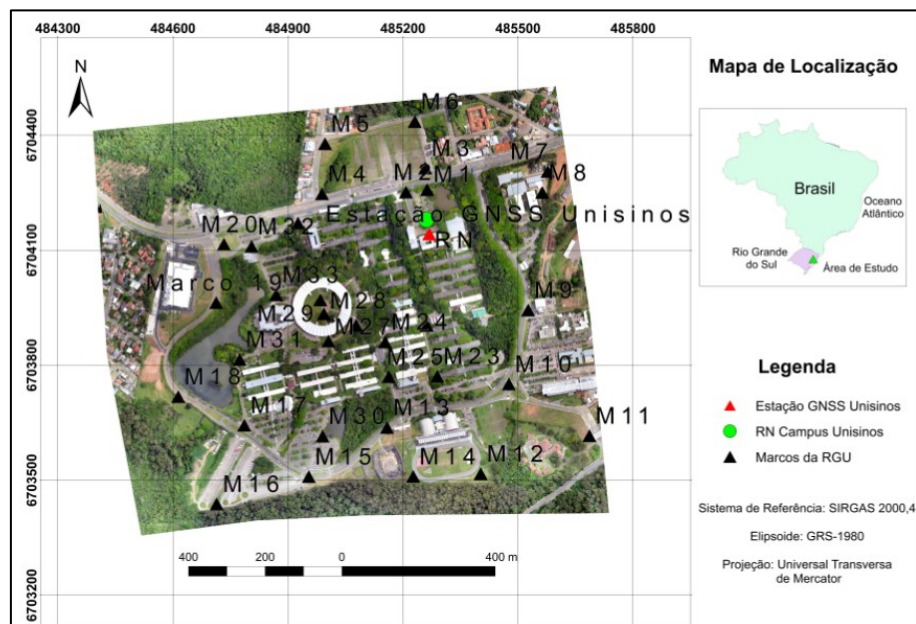 484300 484600 484900 485200 485500 485800
N
6704400
6704100
6703800
6703500
6703200
M6
M5
M3
M7
M8
M4
M2
M1
Estação GNSS Unisinos
RN
M20
M32
Marco 19
M33
M28
M29
M27
M24
M9
M31
M25
M23
M10
M18
M17
M30
M13
M11
M15
M14
M12
M16
400 200 0 400 m
Mapa de Localização
Brasil
Oceano
Atlântico
Rio Grande
do Sul
Área de Estudo
Legenda
Estação GNSS Unisinos
RN Campus Unisinos
Marcos da RGU
Sistema de Referência: SIRGAS 2000,4
Elipsoide: GRS-1980
Projeção: Universal Transversa
de Mercator